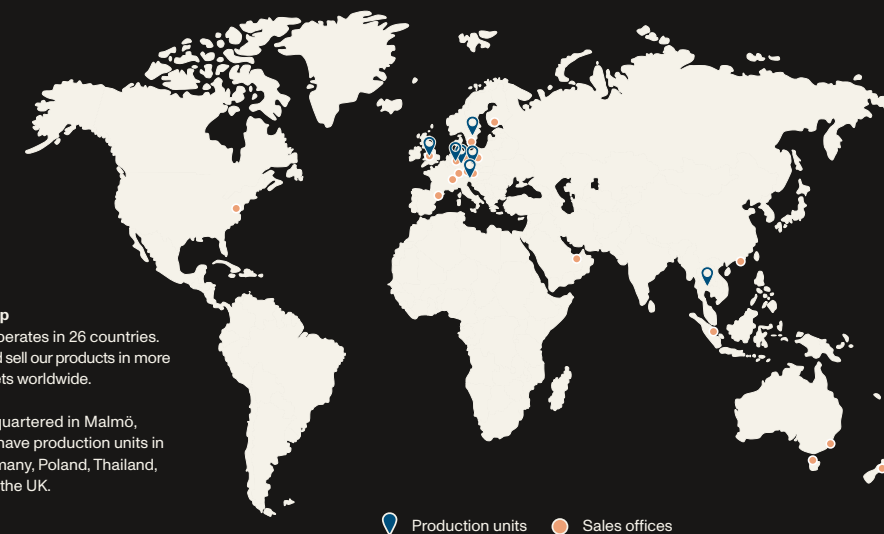 p
perates in 26 countries.
d sell our products in more
ets worldwide.
quartered in Malmö,
have production units in
many, Poland, Thailand,
the UK.
Production units
Sales offices